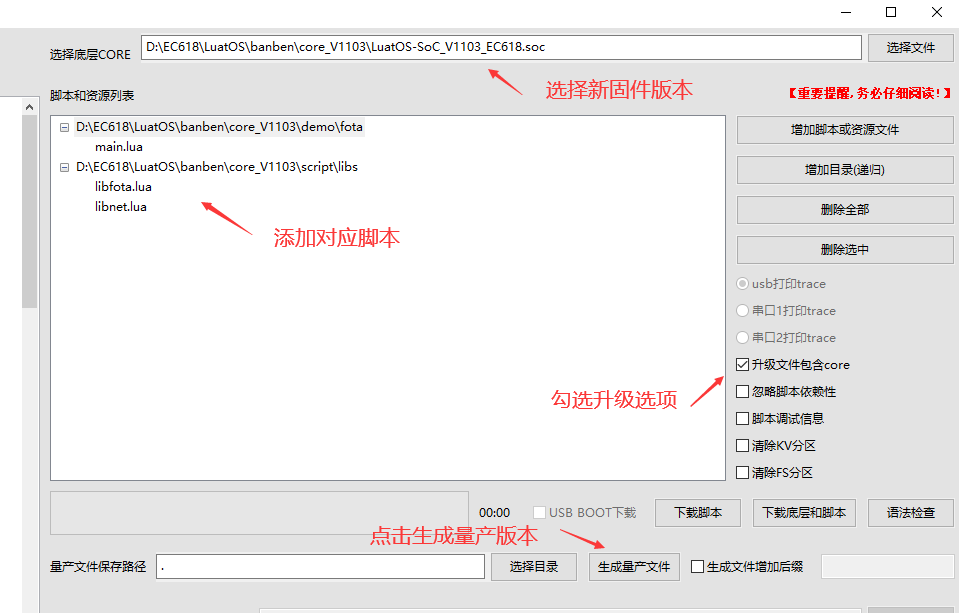 选择底层CORE
D:\EC618\LuatOS\banben\core_V1103\LuatOS-SoC_V1103_EC618.soc
选择文件
选择新固件版本
脚本和资源列表
【重要提醒, 务必仔细阅读! 】
D:\EC618\LuatOS\banben\core_V1103\demo\fota
main.lua
D:\EC618\LuatOS\banben\core_V1103\script\libs
libfota.lua
libnet.lua
添加对应脚本
增加脚本或资源文件
增加目录(递归)
删除全部
删除选中
usb打印trace
串口1打印trace
串口2打印trace
升级文件包含core
勾选升级选项
忽略脚本依赖性
脚本调试信息
清除KV分区
清除FS分区
00:00
USB BOOT下载
下载脚本
下载底层和脚本
语法检查
点击生成量产版本
量产文件保存路径
.
选择目录
生成量产文件
生成文件增加后缀